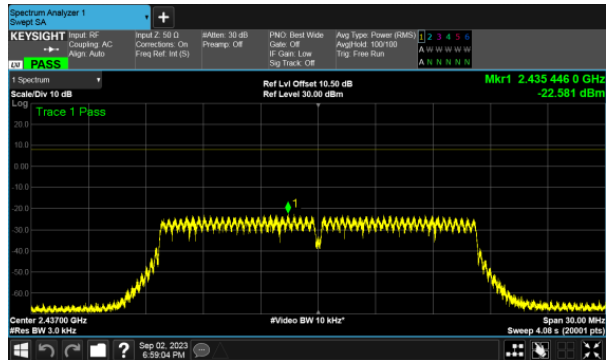 Spectrum Analyzer 1
Swept SA
+
KEYSIGHT Input: RF Input Z: 50 Ω #Atten: 30 dB PNO: Best Wide Avg Type: Power (RMS) 1 2 3 4 5 6
Coupling: AC Corrections: On Preamp: Off Gate: Off Avg|Hold: 100/100 A W W W W W
Align: Auto Freq Ref: Int (S) IF Gain: Low Trig: Free Run
LXI PASS Sig Track: Off A N N N N N
1 Spectrum Ref Lvl Offset 10.50 dB Mkr1 2.435 446 0 GHz
Scale/Div 10 dB Ref Level 30.00 dBm -22.581 dBm
Log
Trace 1 Pass
20.0
10.0
0.00
-10.0
1
-20.0
-30.0
-40.0
-50.0
-60.0
Center 2.43700 GHz #Video BW 10 kHz* Span 30.00 MHz
#Res BW 3.0 kHz Sweep 4.08 s (20001 pts)
? Sep 02, 2023
6:59:04 PM